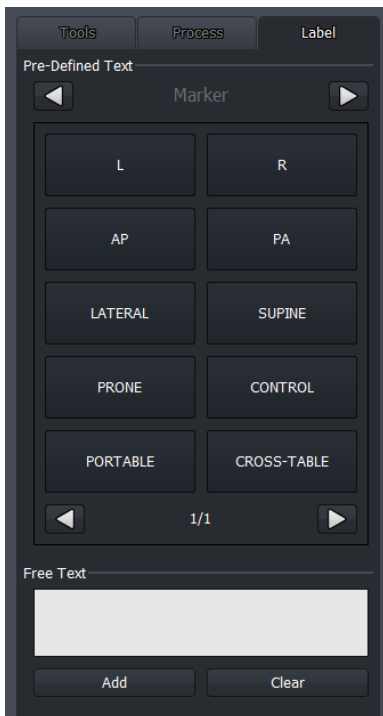 Tools Process Label
Pre-Defined Text
Marker
L R
AP PA
LATERAL SUPINE
PRONE CONTROL
PORTABLE CROSS-TABLE
1/1
Free Text
Add Clear